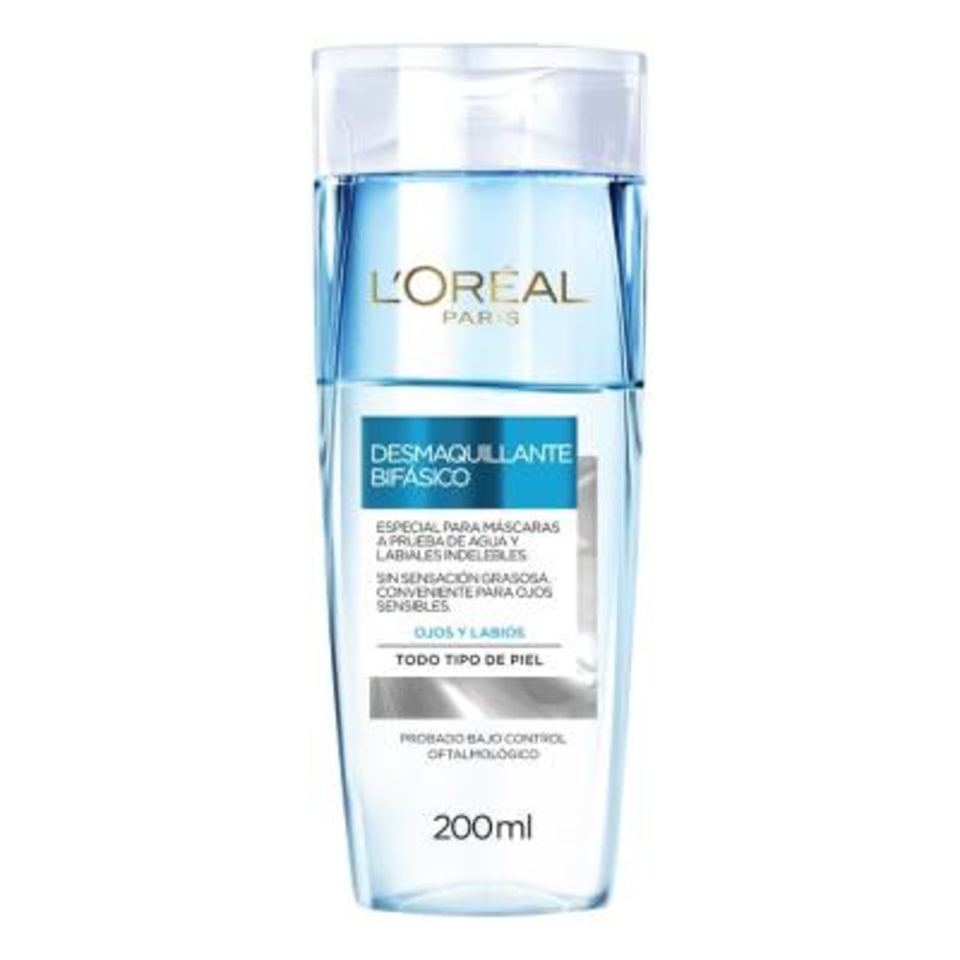 L'ORÉAL
PARIS
DESMAQUILLANTE
BIFÁSICO
ESPECIAL PARA MÁSCARAS
A PRUEBA DE AGUA Y
LABIALES INDELEBLES.
SIN SENSACIÓN GRASOSA.
CONVENIENTE PARA OJOS
SENSIBLES.
OJOS Y LABIOS
TODO TIPO DE PIEL
PROBADO BAJO CONTROL
OFTALMOLÓGICO
200ml